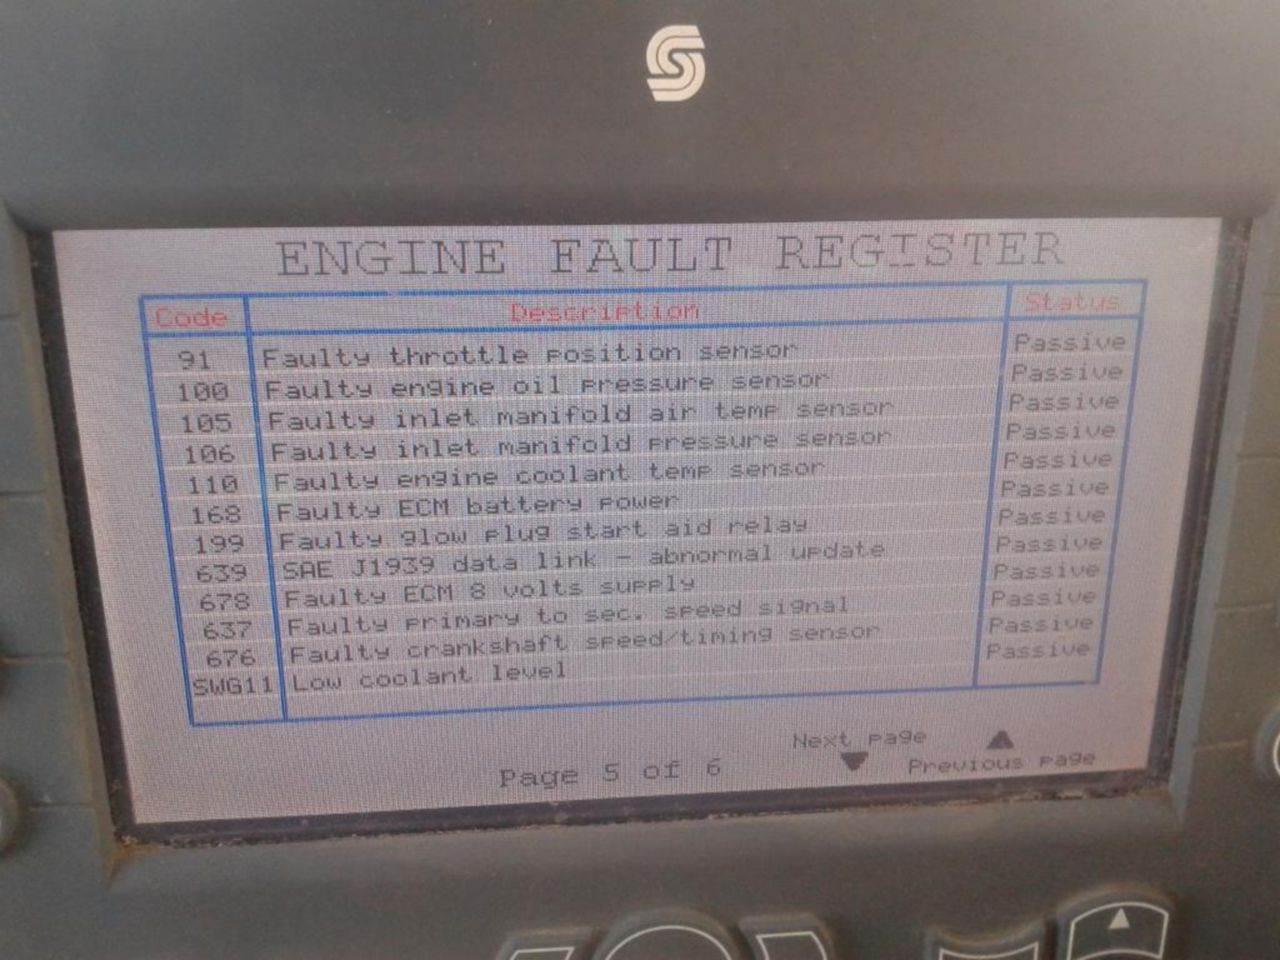 ENGINE FAULT REGISTER
Code Description Status
91 Faulty throttle position sensor Passive
100 Faulty engine oil pressure sensor Passive
105 Faulty inlet manifold air temp sensor Passive
106 Faulty inlet manifold pressure sensor Passive
110 Faulty engine coolant temp sensor Passive
168 Faulty ECM battery power Passive
199 Faulty glow plug start aid relay Passive
639 SAE J1939 data link - abnormal update Passive
678 Faulty ECM 8 volts supply Passive
637 Faulty primary to sec. speed signal Passive
676 Faulty crankshaft speed/timing sensor Passive
SWG11 Low coolant level Passive
Next page
Page 5 of 6
Previous page